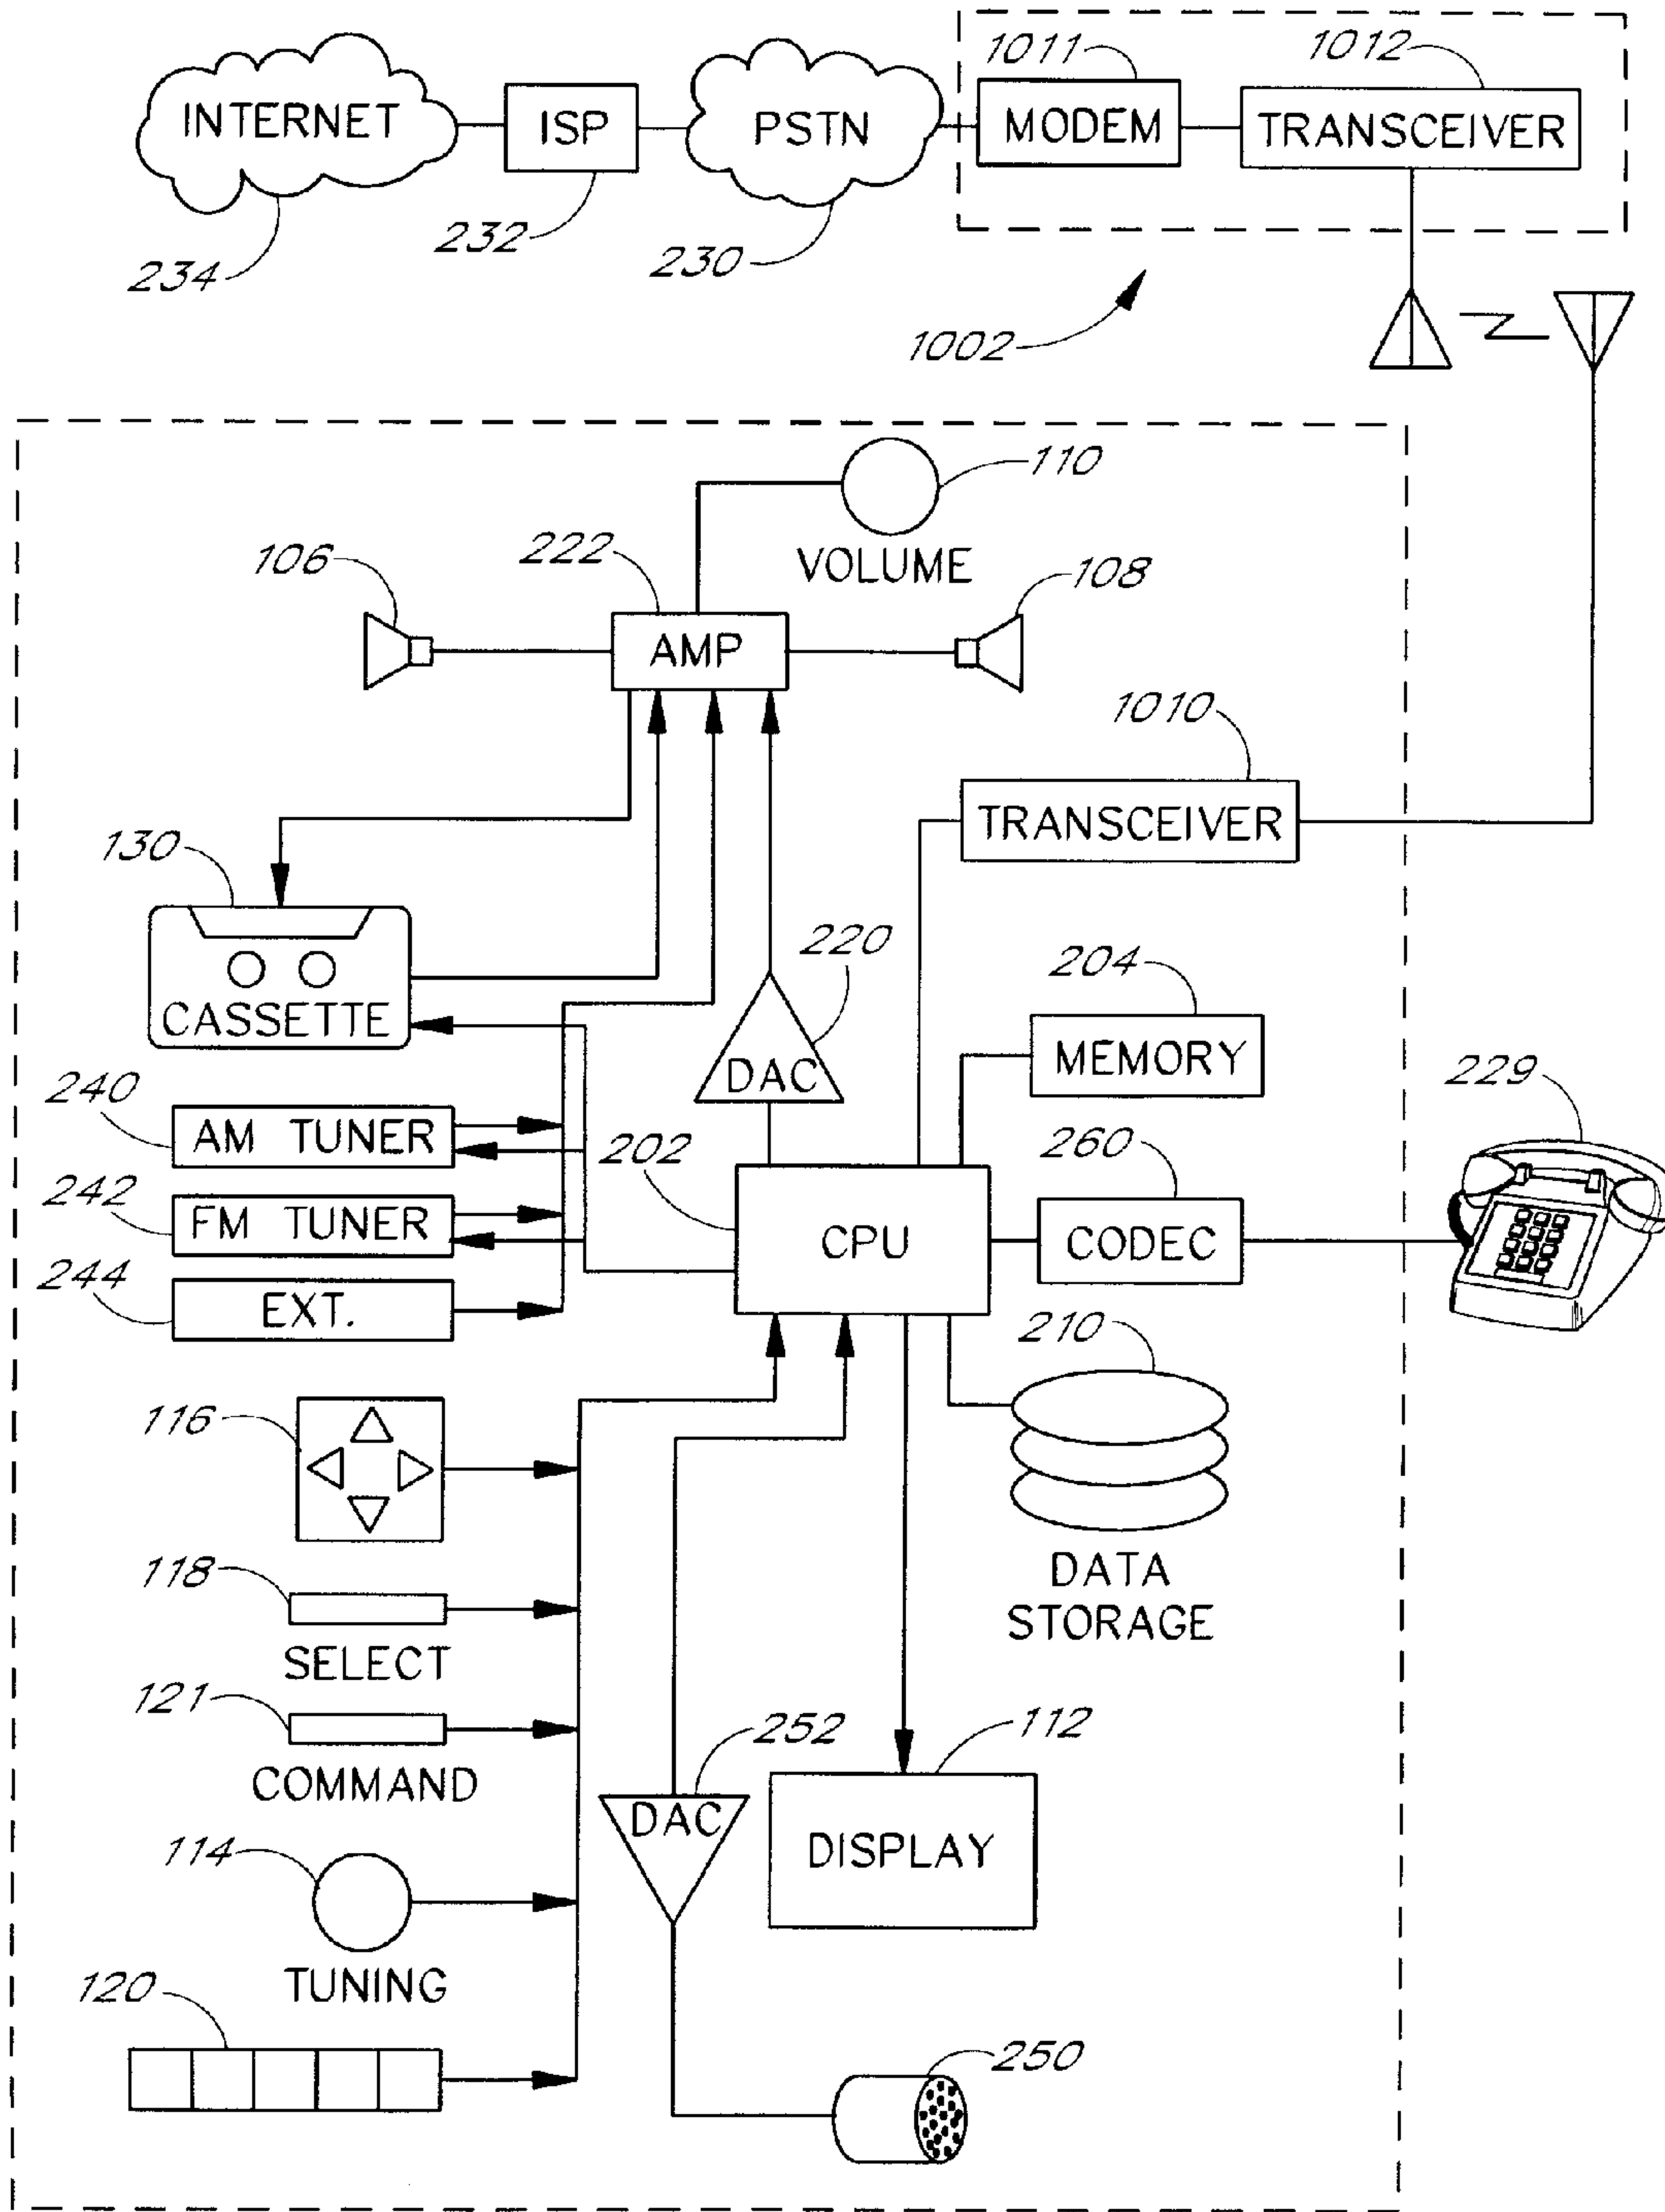 1011
1012
INTERNET
ISP
PSTN
MODEM
TRANSCEIVER
234
232
230
1002
110
VOLUME
106
222
108
AMP
1010
TRANSCEIVER
130
CASSETTE
220
DAC
204
MEMORY
229
240
AM TUNER
202
260
242
FM TUNER
CPU
CODEC
244
EXT.
210
116
DATA
STORAGE
118
SELECT
121
COMMAND
252
DAC
112
DISPLAY
114
TUNING
120
250